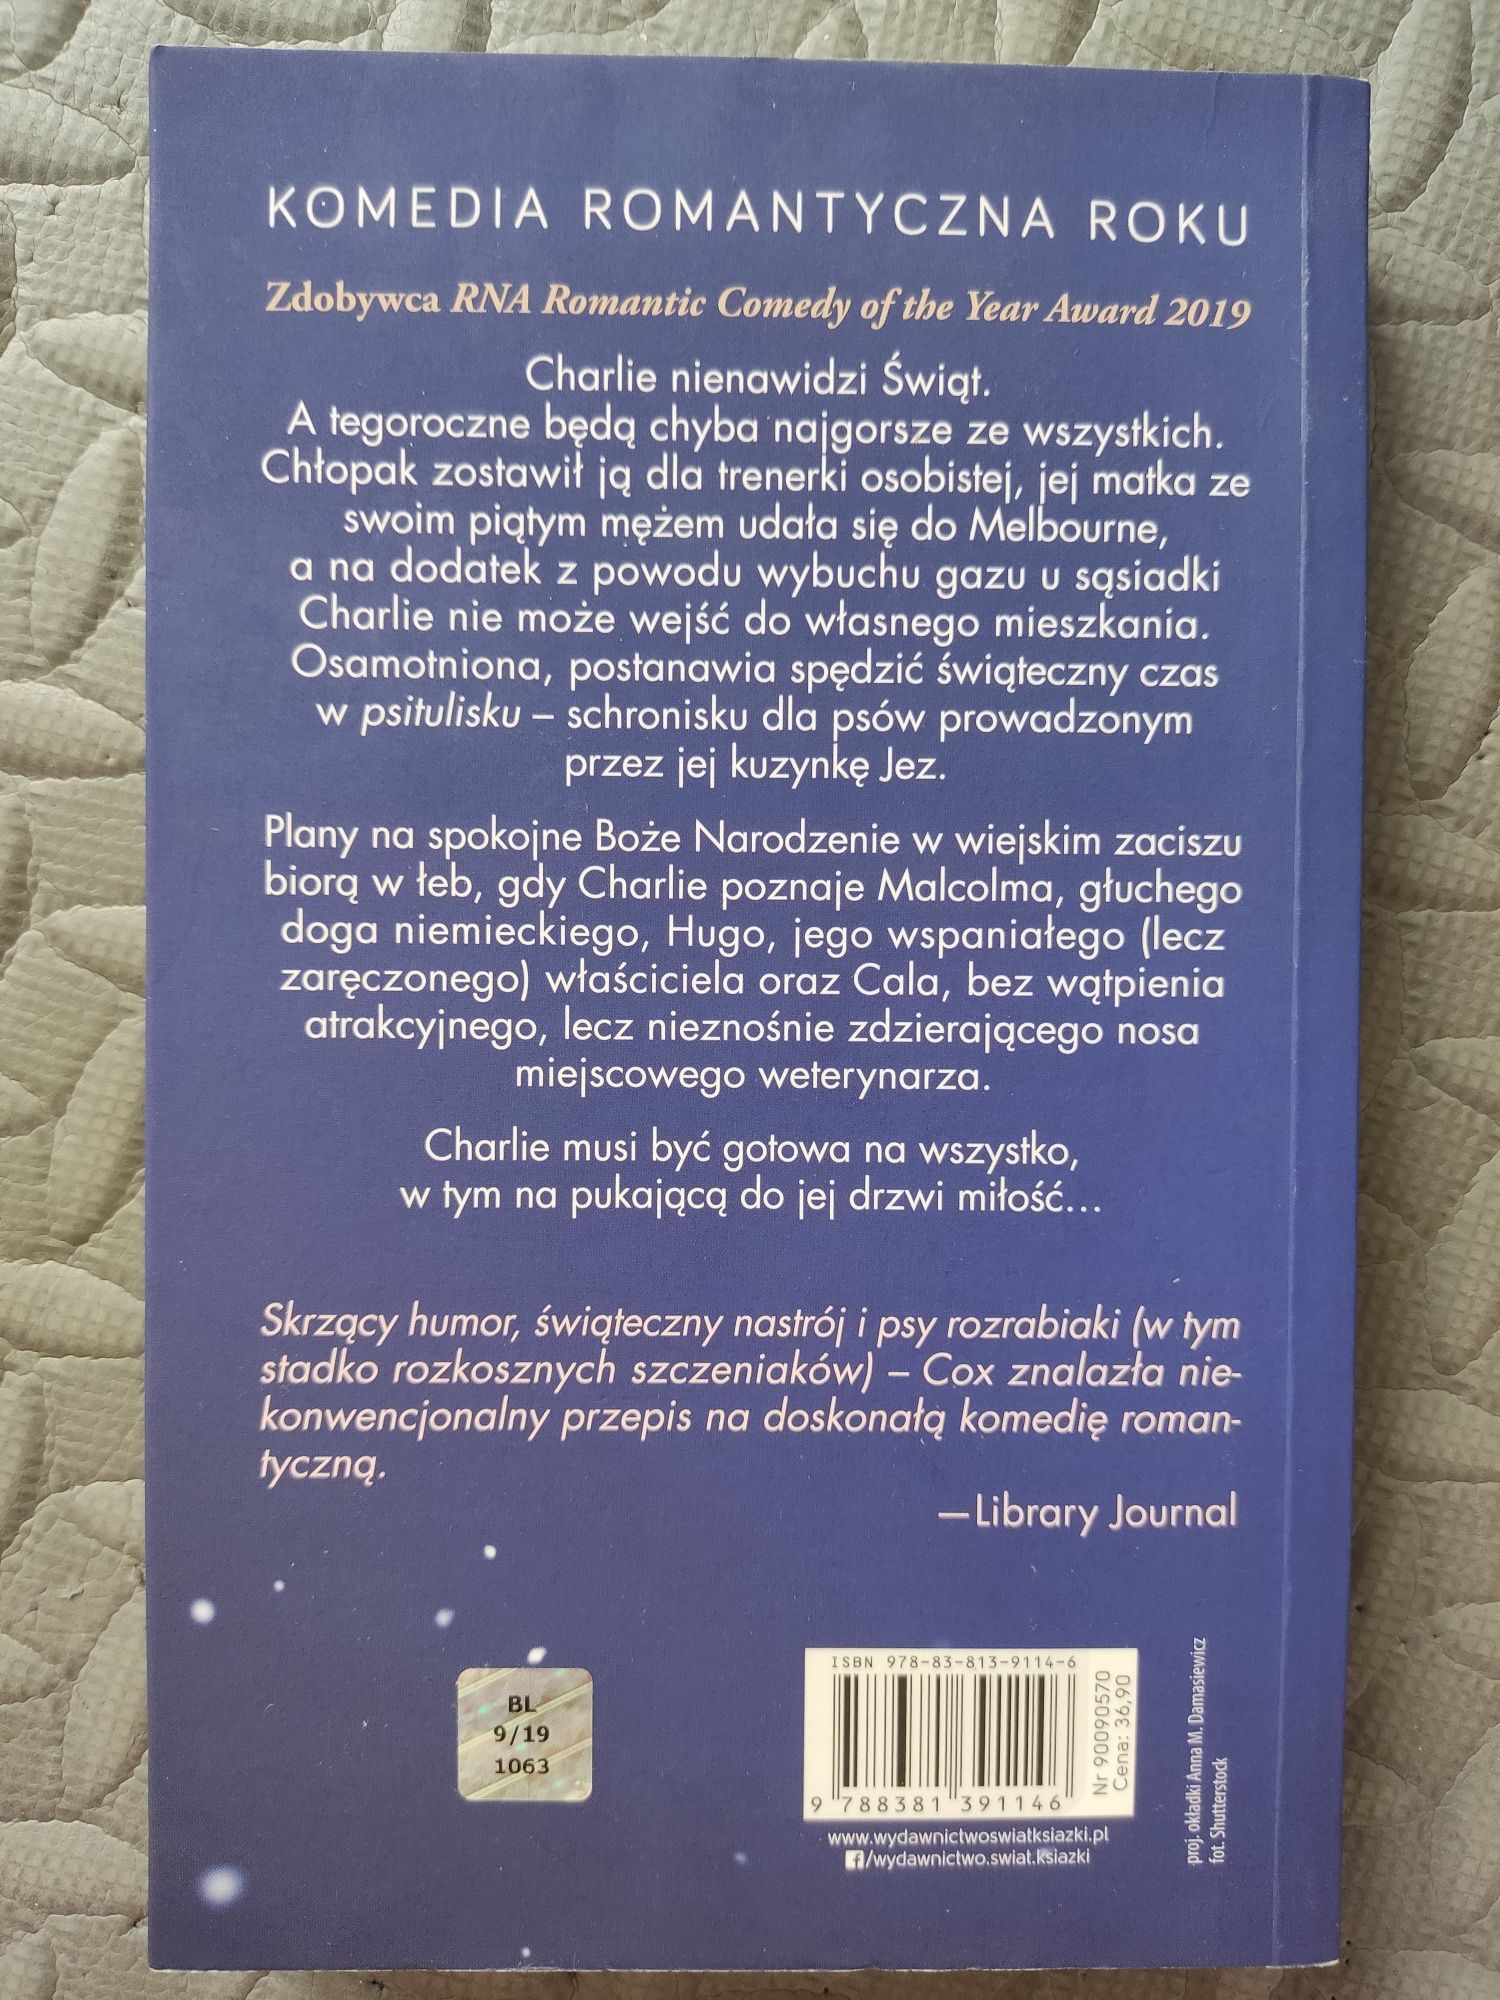 KOMEDIA ROMANTYCZNA ROKU
Zdobywca RNA Romantic Comedy of the Year Award 2019
Charlie nienawidzi Świąt.
A tegoroczne będą chyba najgorsze ze wszystkich.
Chłopak zostawił ją dla trenerki osobistej, jej matka ze
swoim piątym mężem udała się do Melbourne,
a na dodatek z powodu wybuchu gazu u sąsiadki
Charlie nie może wejść do własnego mieszkania.
Osamotniona, postanawia spędzić świąteczny czas
w psitulisku – schronisku dla psów prowadzonym
przez jej kuzynkę Jez.
Plany na spokojne Boże Narodzenie w wiejskim zaciszu
biorą w łeb, gdy Charlie poznaje Malcolma, głuchego
doga niemieckiego, Hugo, jego wspaniałego (lecz
zaręczonego) właściciela oraz Cala, bez wątpienia
atrakcyjnego, lecz nieznośnie zdzierającego nosa
miejscowego weterynarza.
Charlie musi być gotowa na wszystko,
w tym na pukającą do jej drzwi miłość...
Skrzący humor, świąteczny nastrój i psy rozrabiaki (w tym
stadko rozkosznych szczeniaków) – Cox znalazła nie-
konwencjonalny przepis na doskonałą komedię roman-
tyczną.
—Library Journal
BL
9/19
1063
ISBN 978-83-813-9114-6
9 788381 391146
Nr 90090570
Cena: 36,90
www.wydawnictwoswiatksiazki.pl
f/wydawnictwo.swiat.ksiazki
proj. okładki Anna M. Damasiewicz
fot. Shutterstock